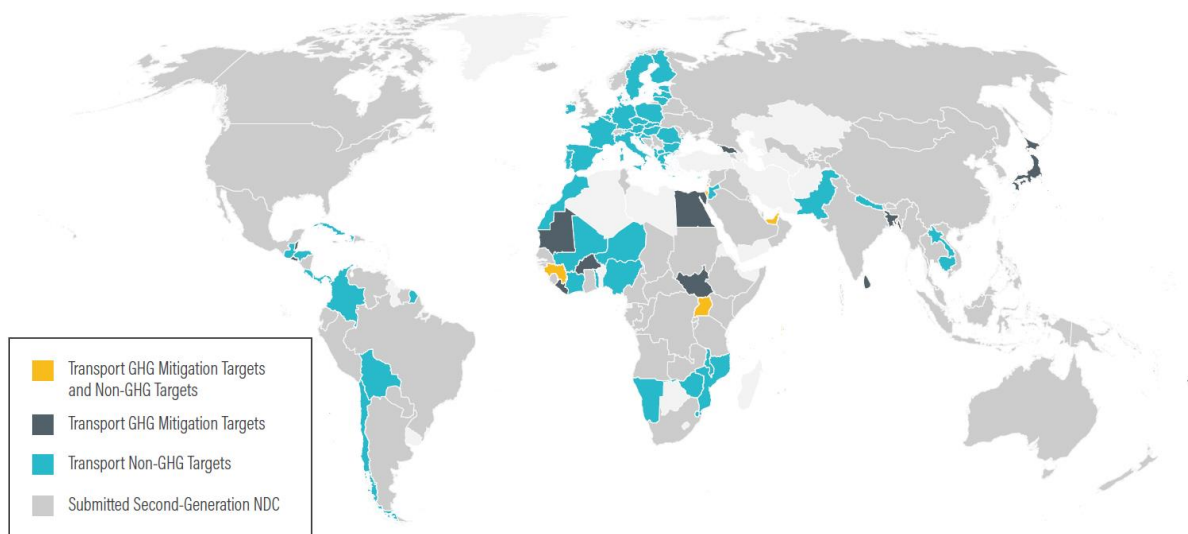 Transport GHG Mitigation Targets
and Non-GHG Targets
Transport GHG Mitigation Targets
Transport Non-GHG Targets
Submitted Second-Generation NDC